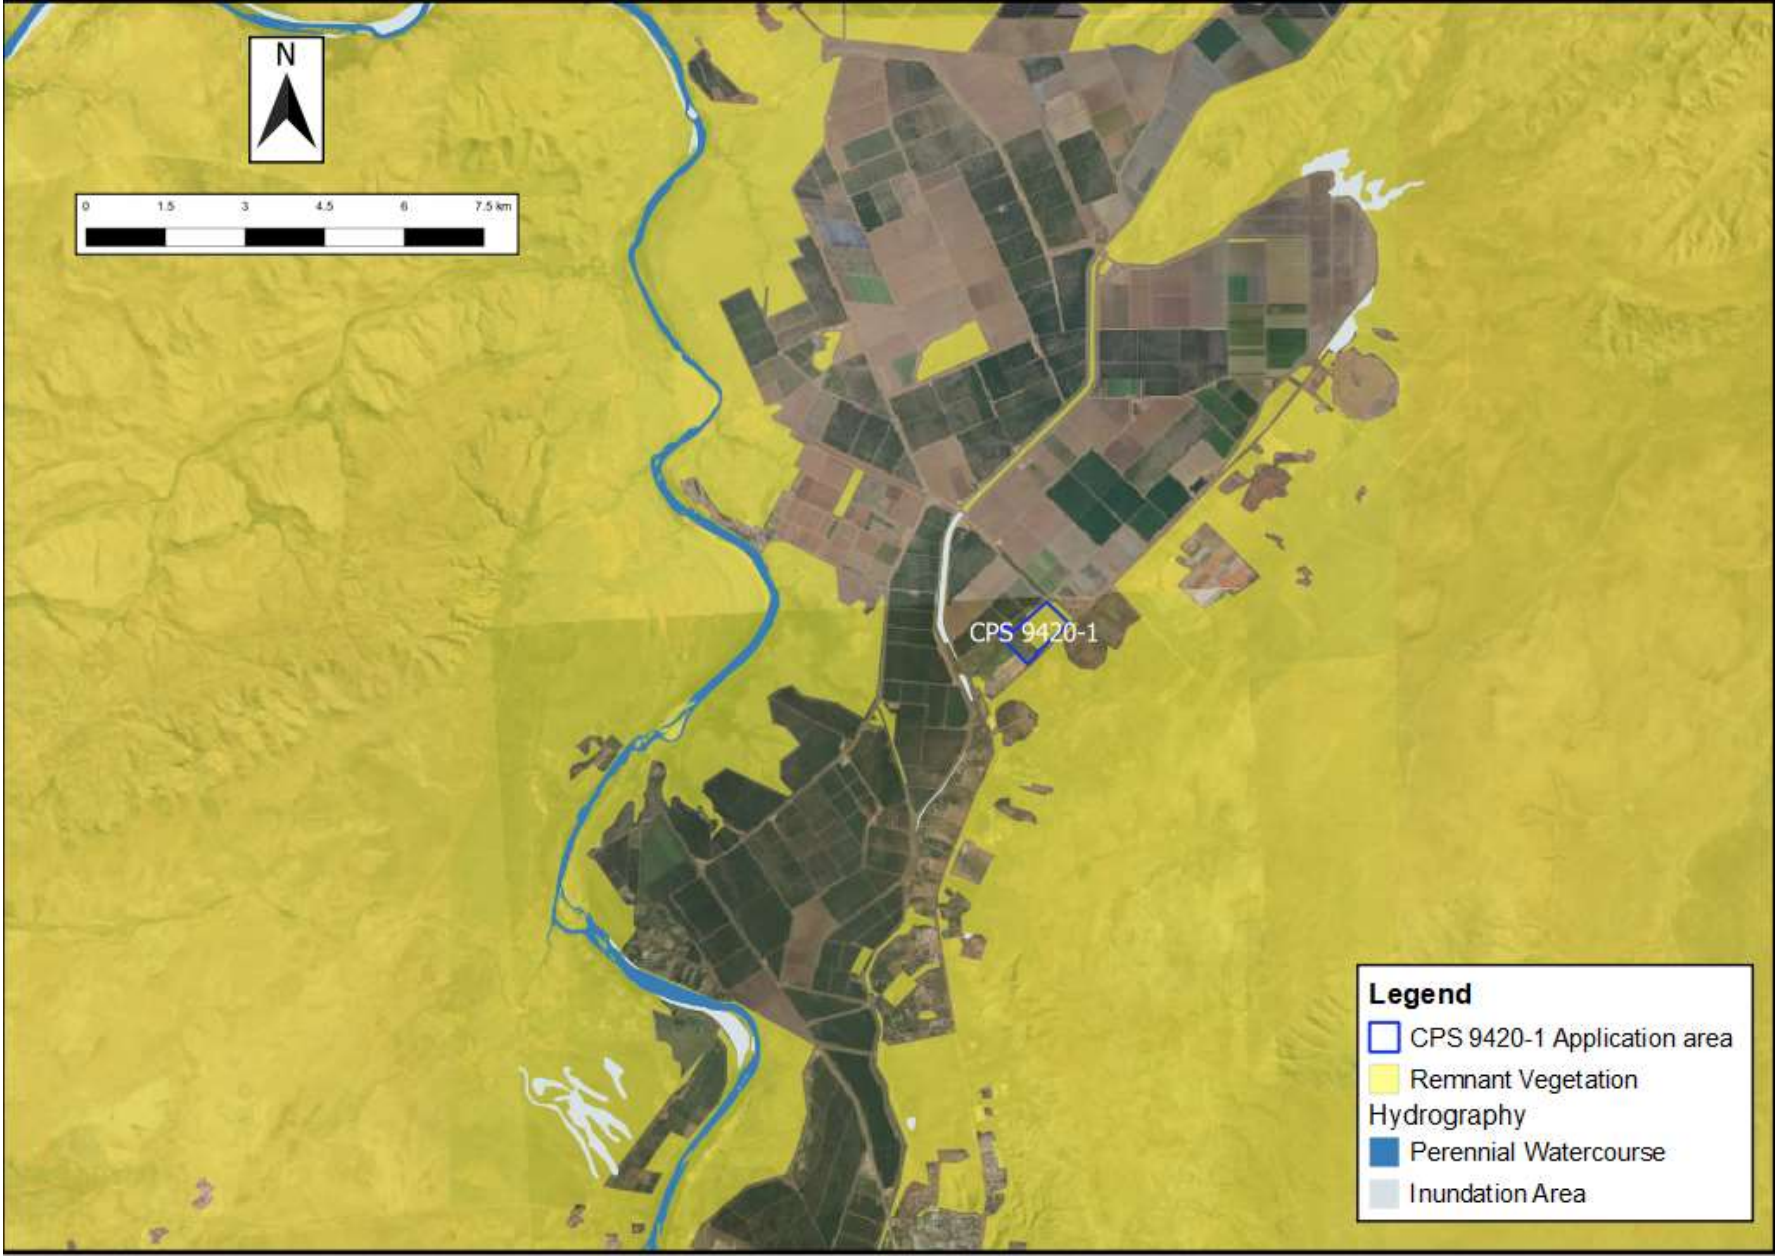 N
0 1.5 3 4.5 6 7.5 km
CPS 9420-1
Legend
CPS 9420-1 Application area
Remnant Vegetation
Hydrography
Perennial Watercourse
Inundation Area